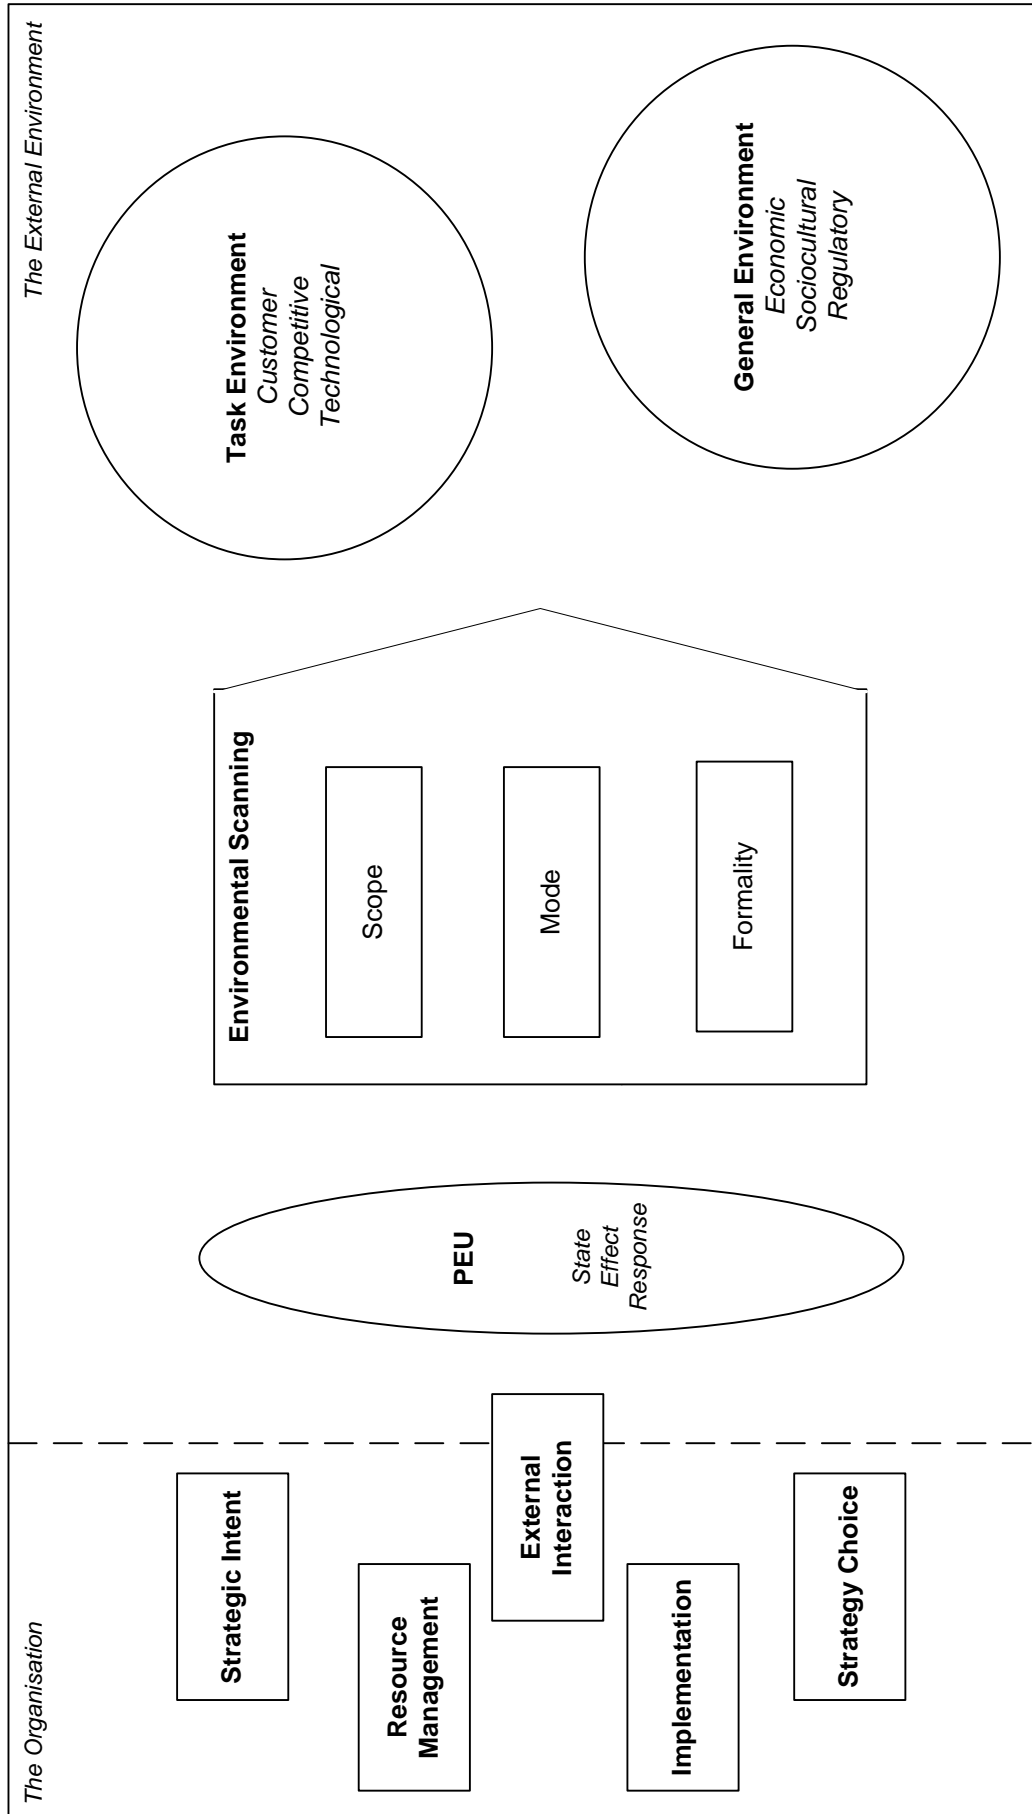 The Organisation
The External Environment
Strategic Intent
Resource
Management
External
Interaction
Implementation
Strategy Choice
PEU
State
Effect
Response
Environmental Scanning
Scope
Mode
Formality
Task Environment
Customer
Competitive
Technological
General Environment
Economic
Sociocultural
Regulatory